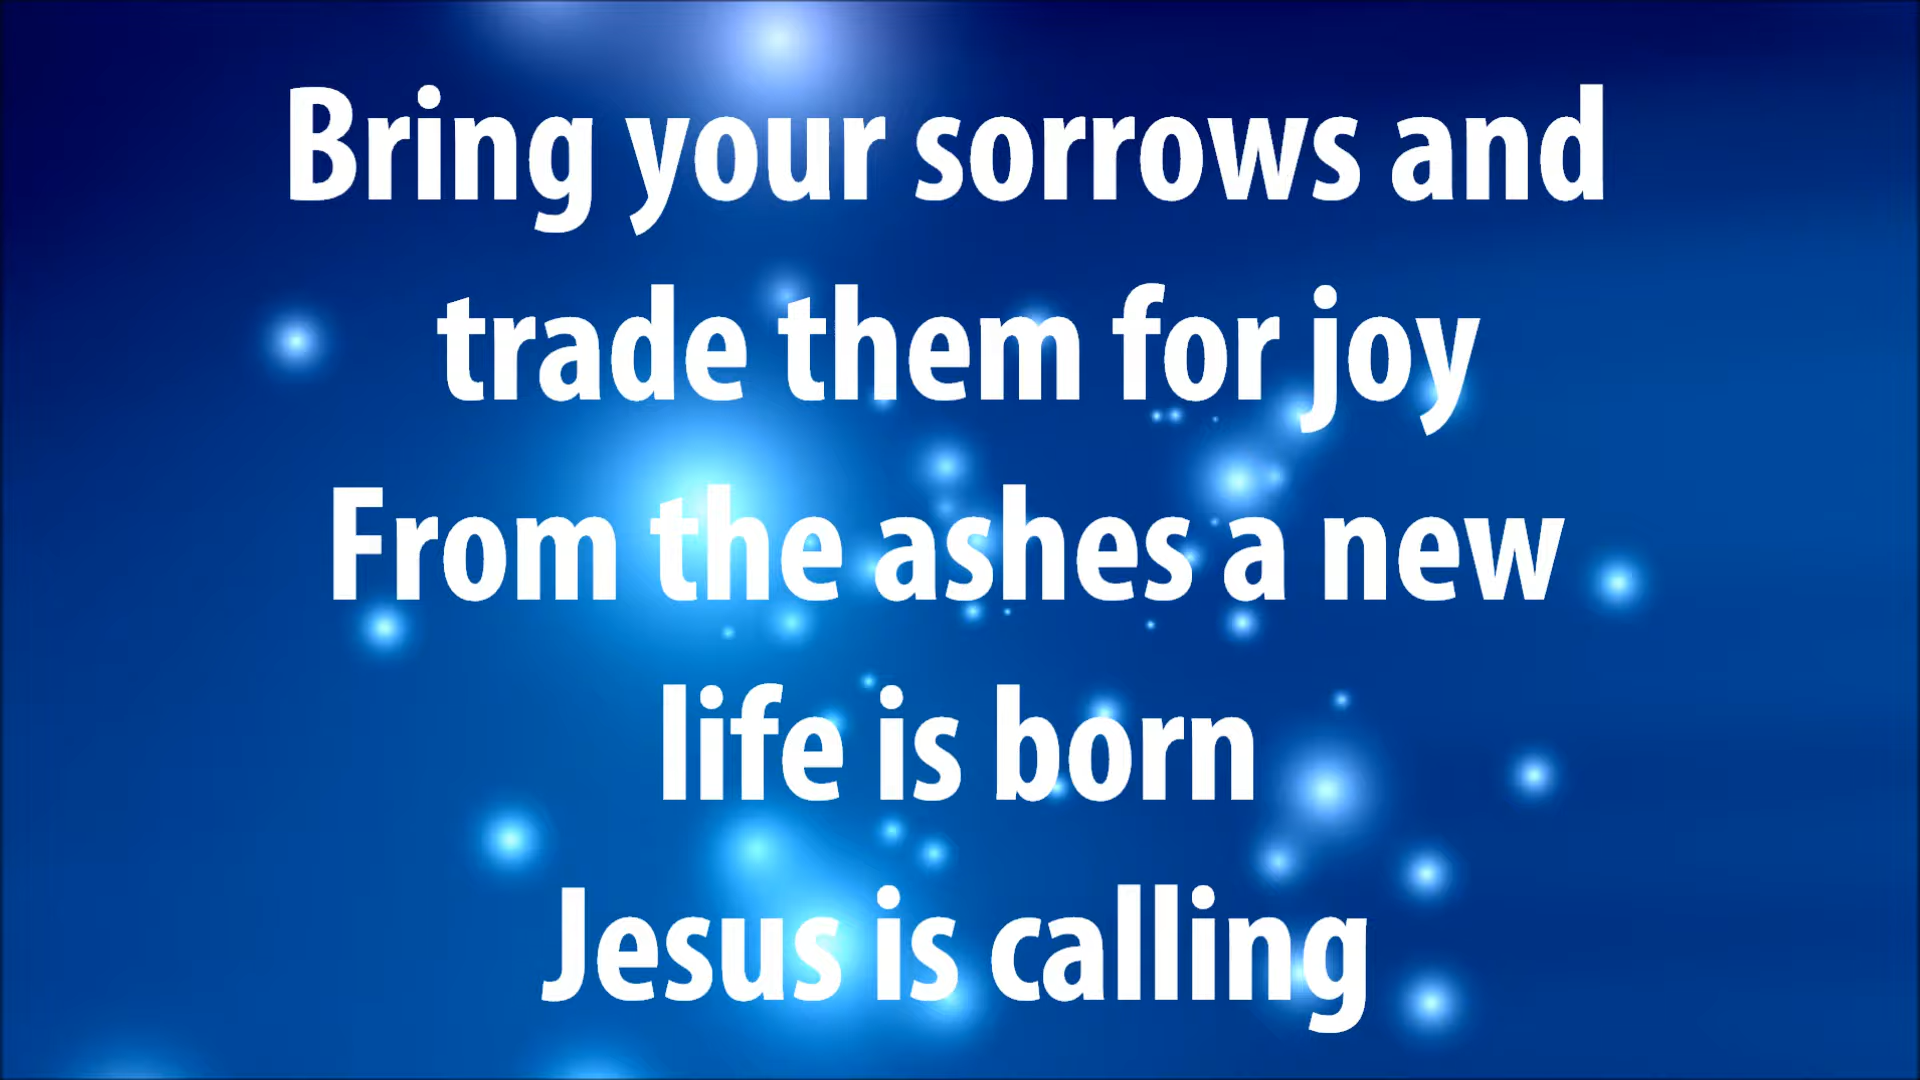 Bring your sorrows and
trade them for joy
From the ashes a new
life is born
Jesus is calling